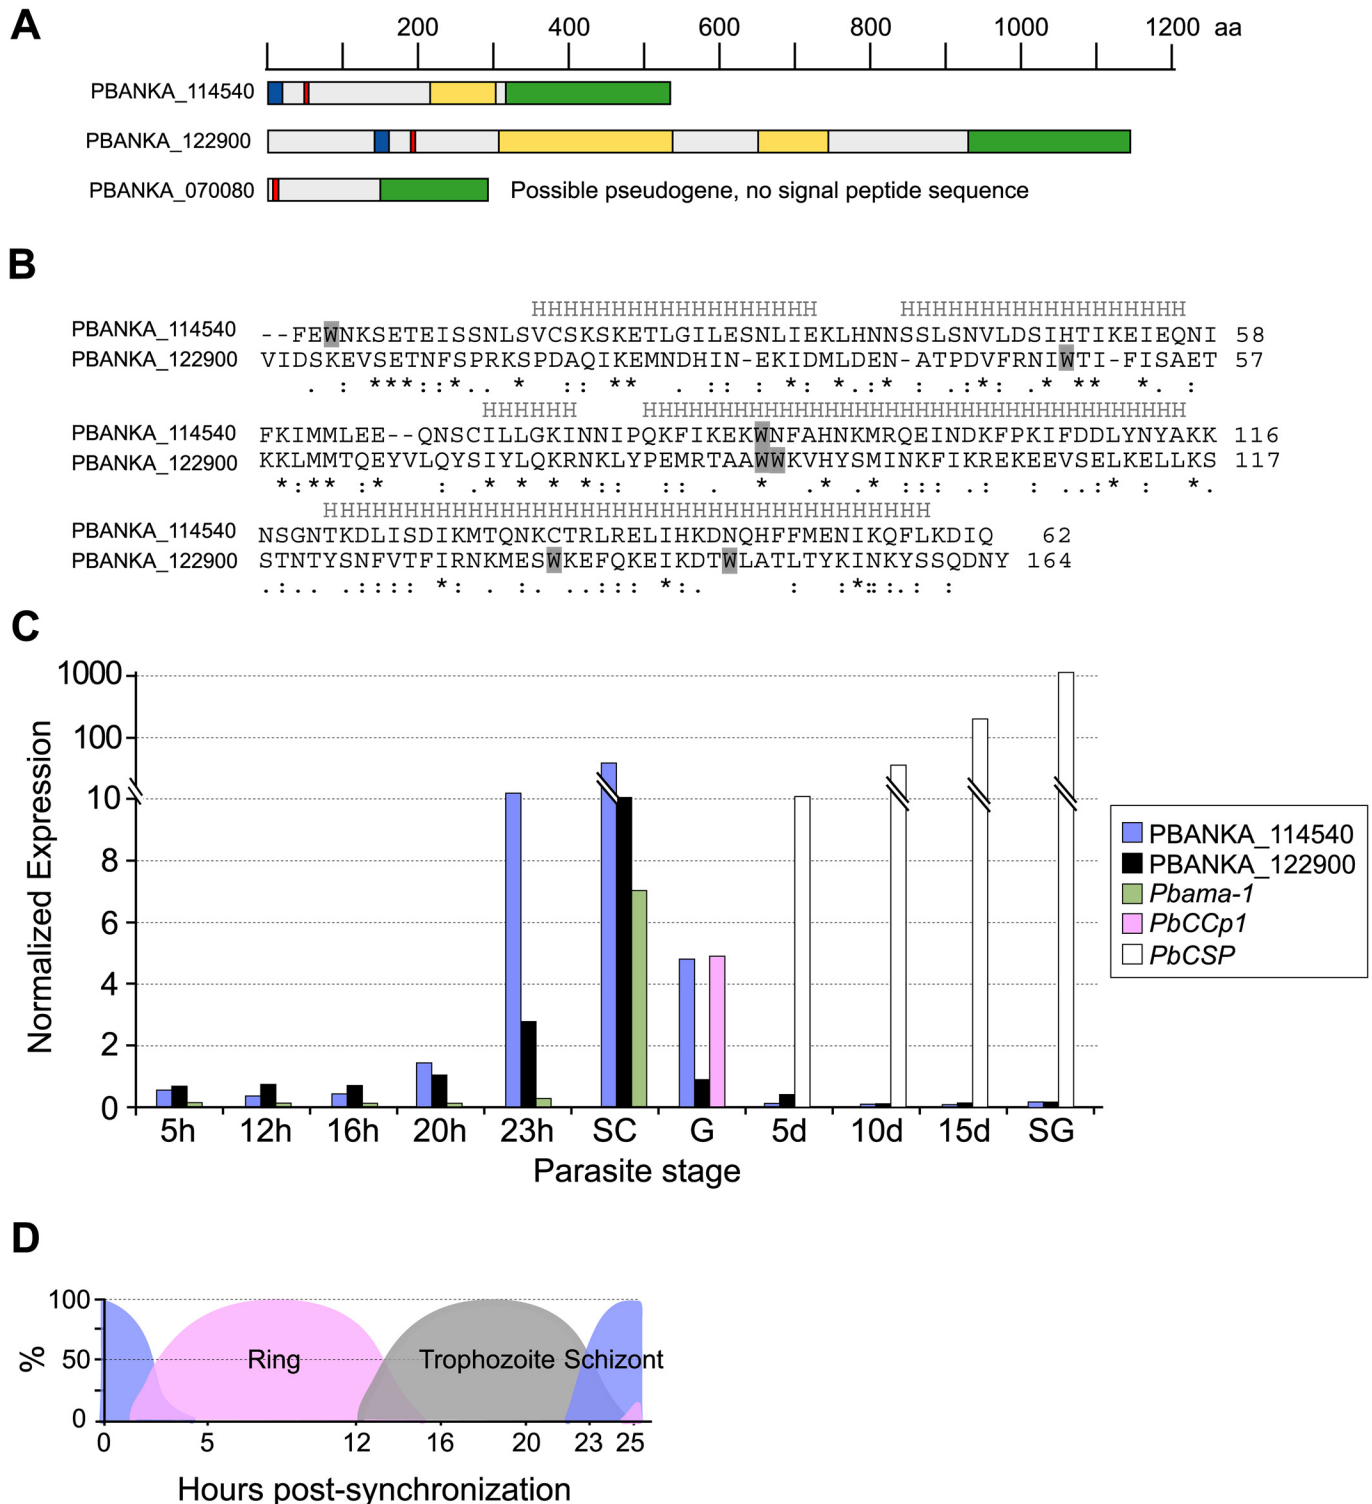 A
200 400 600 800 1000 1200 aa
PBANKA_114540
PBANKA_122900
PBANKA_070080 Possible pseudogene, no signal peptide sequence
B
HHHHHHHHHHHHHHHHHH HHHHHHHHHHHHHHHHHH
PBANKA_114540 --FEWNKSETEISSNLSVCSKSKETLGILESNLIEKLHNNSSLSNVLDSIHTIKEIEQNI 58
PBANKA_122900 VIDSKEVSETNFSPRKSPDAQIKEMNDHIN-EKIDMLDEN-ATPDVFRNIWTI-FISAET 57
. : ***::*.. * :: ** . :: *:*.: .:*: .* ** *. :
HHHHHH HHHHHHHHHHHHHHHHHHHHHHHHHHHHHHHHHH
PBANKA_114540 FKIMMLEE--QNSCILLGKINNIPQKFIKEKWNFAHNKMRQEINDKFPKIFDDLYNYAKK 116
PBANKA_122900 KKLMMTQEYVLQYSIYLQKRNKLYPEMRTAAWWKVHYSMINKFIKREKEEVSELKELLKS 117
*:** :* : .* * * *:: :: . * . * .* ::: .: : ..:* : *.
HHHHHHHHHHHHHHHHHHHHHHHHHHHHHHHHHHHHHH
PBANKA_114540 NSGNTKDLISDIKMTQNKCTRLRELIHKDNQHFFMENIKQFLKDIQ 62
PBANKA_122900 STNTYSNFVTFIRNKMESWKEFQKEIKDTWLATLTYKINKYSSQDNY 164
.:.. .:::: *: . :. ..::: *:. : :*:: :. :
C
1000
100
10
8
6
4
2
0
Normalized Expression
5h 12h 16h 20h 23h SC G 5d 10d 15d SG
Parasite stage
PBANKA_114540
PBANKA_122900
Pbama-1
PbCCp1
PbCSP
D
100
50
0
%
Ring Trophozoite Schizont
0 5 12 16 20 23 25
Hours post-synchronization